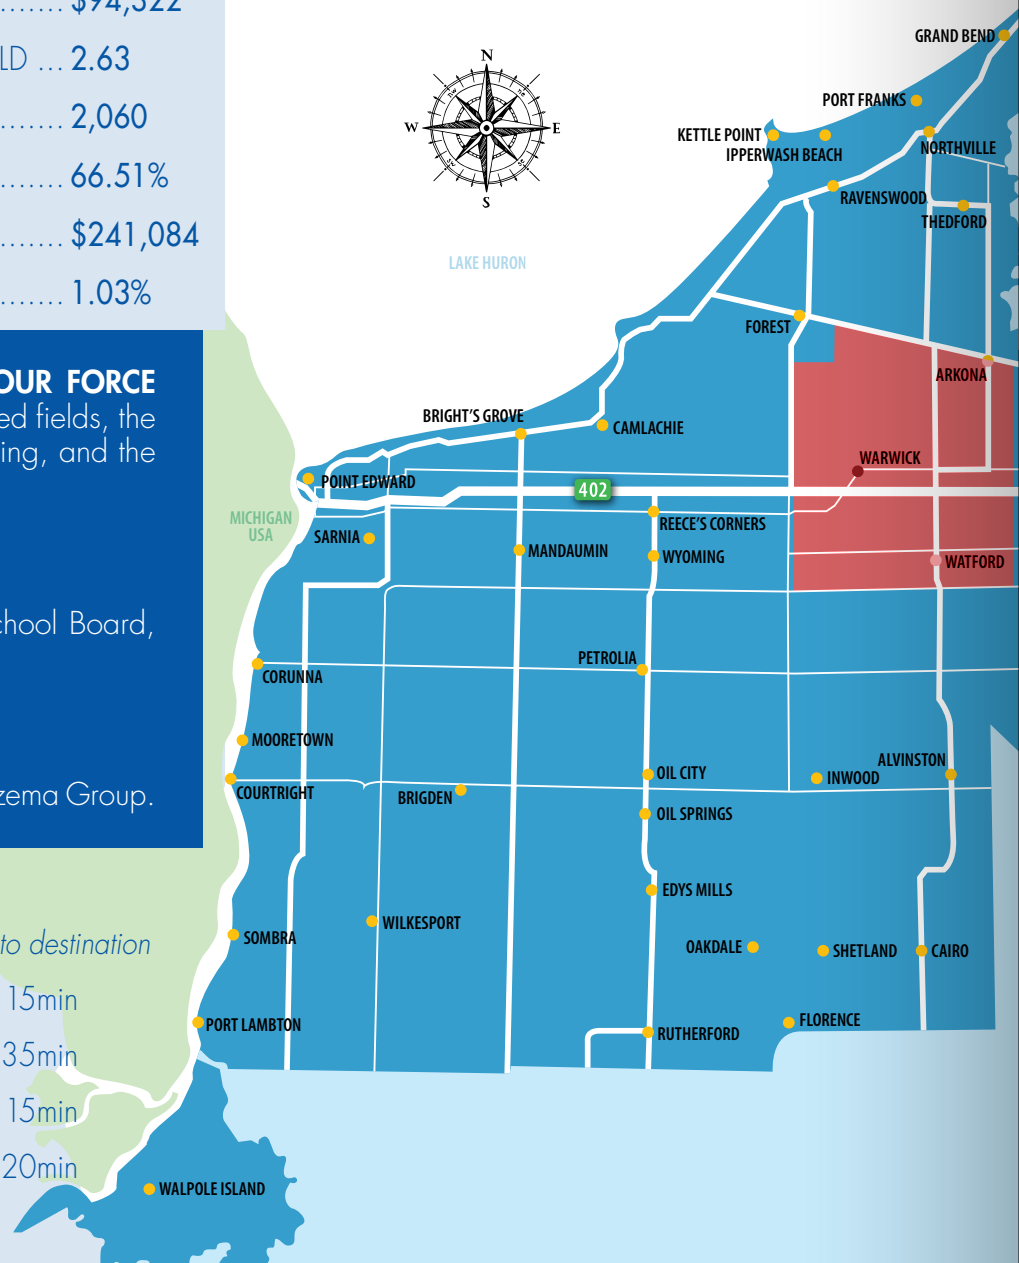 ....... $94,322
LD ... 2.63
....... 2,060
....... 66.51%
....... $241,084
....... 1.03%
OUR FORCE
ed fields, the
ing, and the
chool Board,
zema Group.
to destination
15min
35min
15min
20min
N
nw
ne
W
E
sw
se
S
GRAND BEND
PORT FRANKS
KETTLE POINT
IPPERWASH BEACH
NORTHVILLE
RAVENSWOOD
THEDFORD
LAKE HURON
FOREST
ARKONA
BRIGHT'S GROVE
CAMLACHIE
WARWICK
POINT EDWARD
402
MICHIGAN
USA
SARNIA
REECE'S CORNERS
MANDAUMIN
WYOMING
WATFORD
PETROLIA
CORUNNA
MOORETOWN
ALVINSTON
OIL CITY
INWOOD
COURTRIGHT
BRIGDEN
OIL SPRINGS
EDYS MILLS
WILKESPORT
SOMBRA
OAKDALE
SHETLAND
CAIRO
PORT LAMBTON
FLORENCE
RUTHERFORD
WALPOLE ISLAND